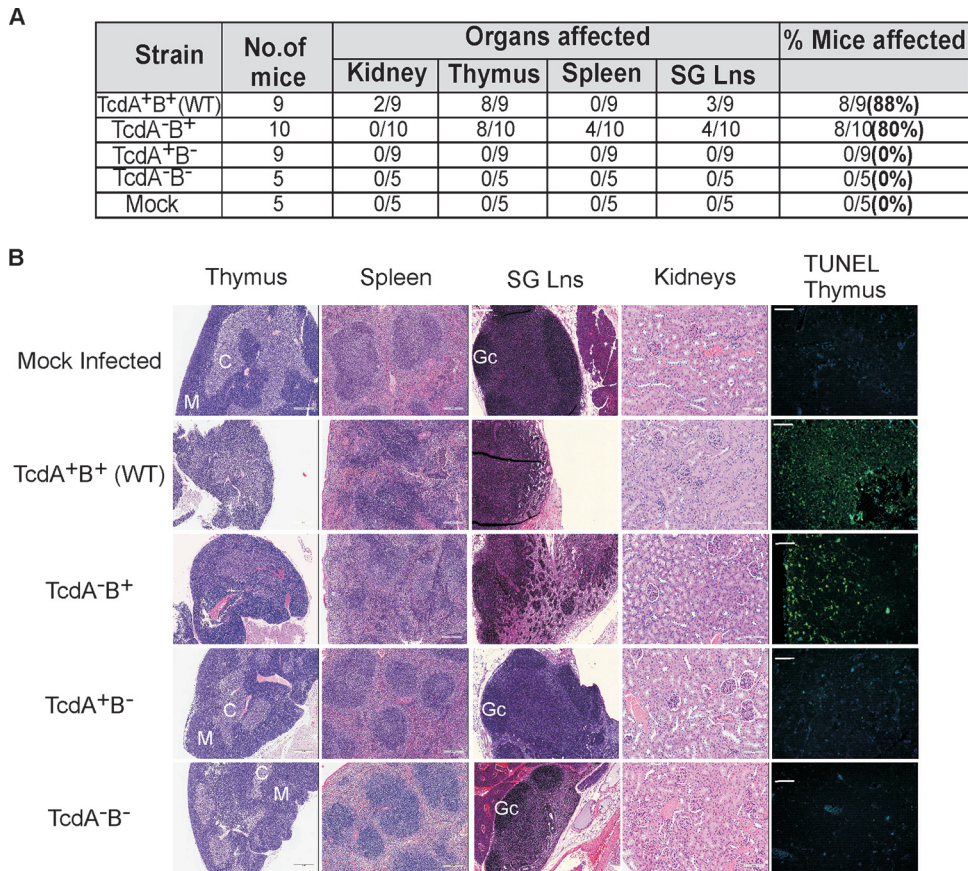 A
Strain No.of mice Organs affected % Mice affected
Kidney Thymus Spleen SG Lns
TcdA⁺B⁺ (WT) 9 2/9 8/9 0/9 3/9 8/9(88%)
TcdA⁻B⁺ 10 0/10 8/10 4/10 4/10 8/10(80%)
TcdA⁺B⁻ 9 0/9 0/9 0/9 0/9 0/9(0%)
TcdA⁻B⁻ 5 0/5 0/5 0/5 0/5 0/5(0%)
Mock 5 0/5 0/5 0/5 0/5 0/5(0%)
B
Thymus Spleen SG Lns Kidneys TUNEL Thymus
Mock Infected
C
M
Gc
TcdA⁺B⁺ (WT)
TcdA⁻B⁺
TcdA⁺B⁻
C
M
Gc
TcdA⁻B⁻
C
M
Gc